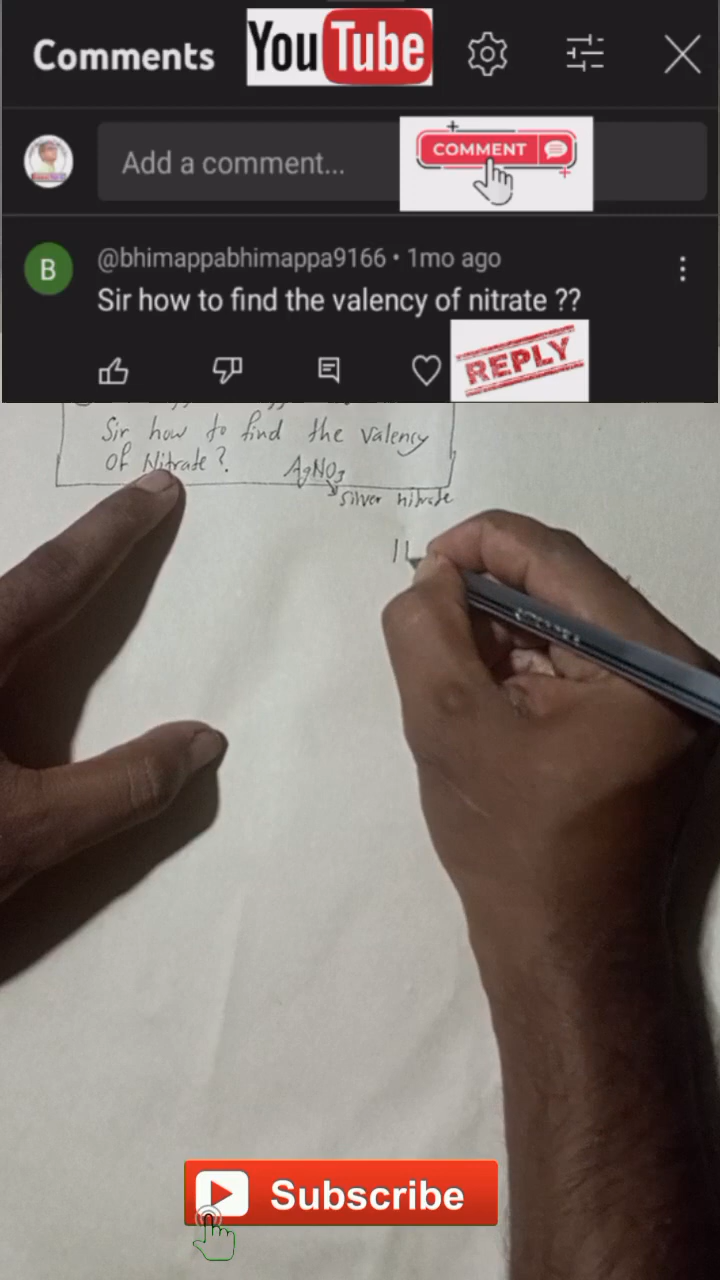 Comments YouTube
Add a comment... COMMENT
B @bhimappabhimappa9166 • 1mo ago
Sir how to find the valency of nitrate ??
REPLY
Sir how to find the valency
of Nitrate? AgNO3
silver nitrate
Subscribe